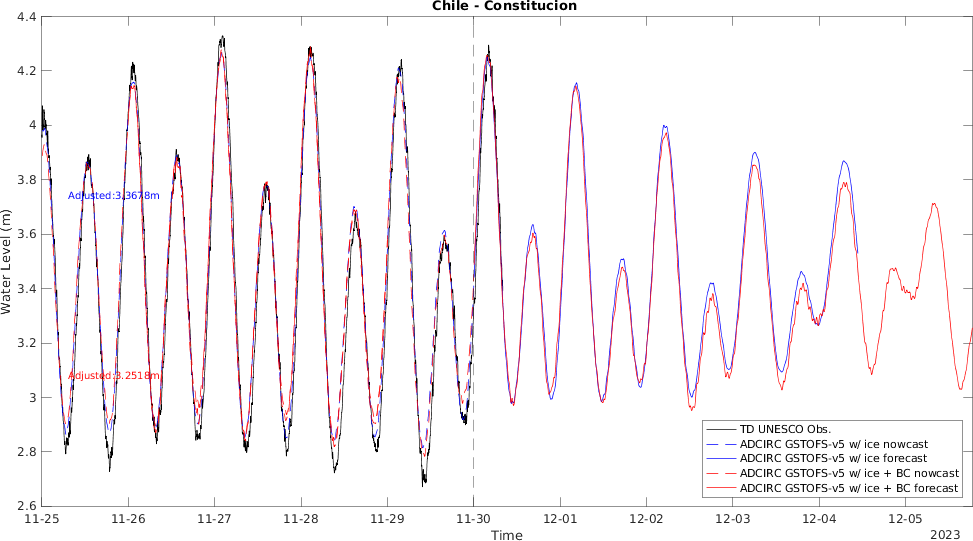 Chile - Constitucion
4.4
4.2
4
3.8
3.6
3.4
3.2
3
2.8
2.6
Water Level (m)
Adjusted:3.3678m
Adjusted:3.2518m
TD UNESCO Obs.
ADCIRC GSTOFS-v5 w/ ice nowcast
ADCIRC GSTOFS-v5 w/ ice forecast
ADCIRC GSTOFS-v5 w/ ice + BC nowcast
ADCIRC GSTOFS-v5 w/ ice + BC forecast
11-25 11-26 11-27 11-28 11-29 11-30 12-01 12-02 12-03 12-04 12-05
Time
2023